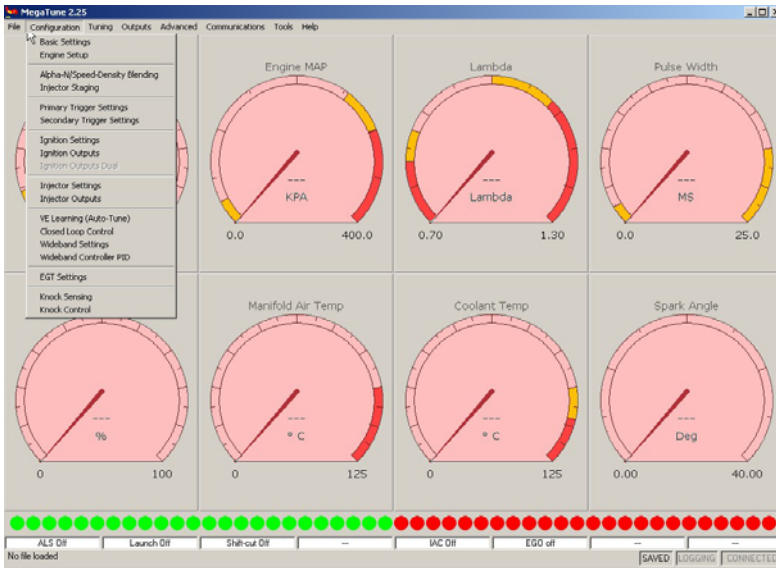 MegaTune 2.25
File Configuration Tuning Outputs Advanced Communications Tools Help
Basic Settings
Engine Setup
Alpha-N/Speed-Density Blending
Injector Staging
Primary Trigger Settings
Secondary Trigger Settings
Ignition Settings
Ignition Outputs
Ignition Outputs Dual
Injector Settings
Injector Outputs
VE Learning (Auto-Tune)
Closed Loop Control
Wideband Settings
Wideband Controller PID
EGT Settings
Knock Sensing
Knock Control
Engine MAP Lambda Pulse Width
--- --- ---
KPA Lambda MS
0.0 400.0 0.70 1.30 0.0 25.0
Manifold Air Temp Coolant Temp Spark Angle
--- --- --- ---
% ° C ° C Deg
0 100 0 125 0 125 0.00 40.00
ALS Off Launch Off Shift-cut Off -- IAC Off EGO off -- --
No file loaded SAVED LOGGING CONNECTED